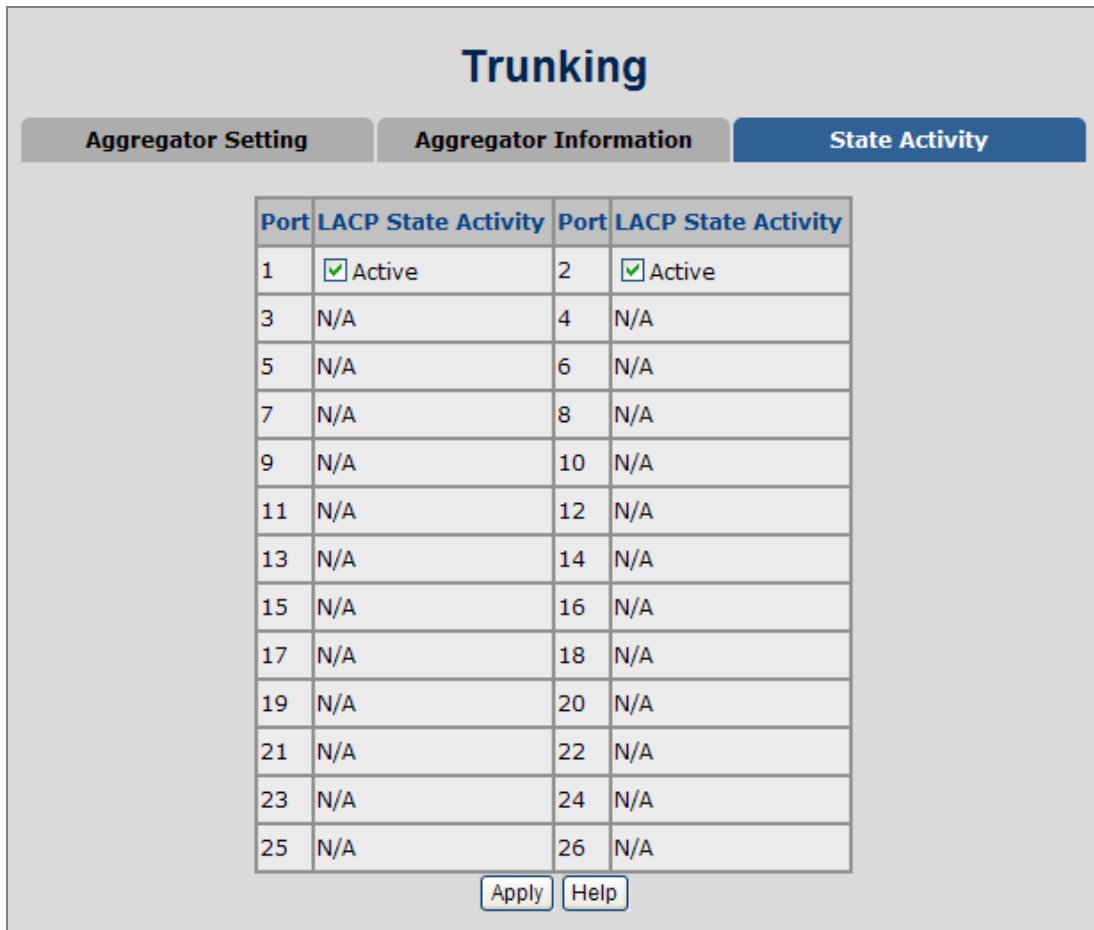 Trunking
Aggregator Setting Aggregator Information State Activity
Port LACP State Activity Port LACP State Activity
1 Active 2 Active
3 N/A 4 N/A
5 N/A 6 N/A
7 N/A 8 N/A
9 N/A 10 N/A
11 N/A 12 N/A
13 N/A 14 N/A
15 N/A 16 N/A
17 N/A 18 N/A
19 N/A 20 N/A
21 N/A 22 N/A
23 N/A 24 N/A
25 N/A 26 N/A
Apply Help